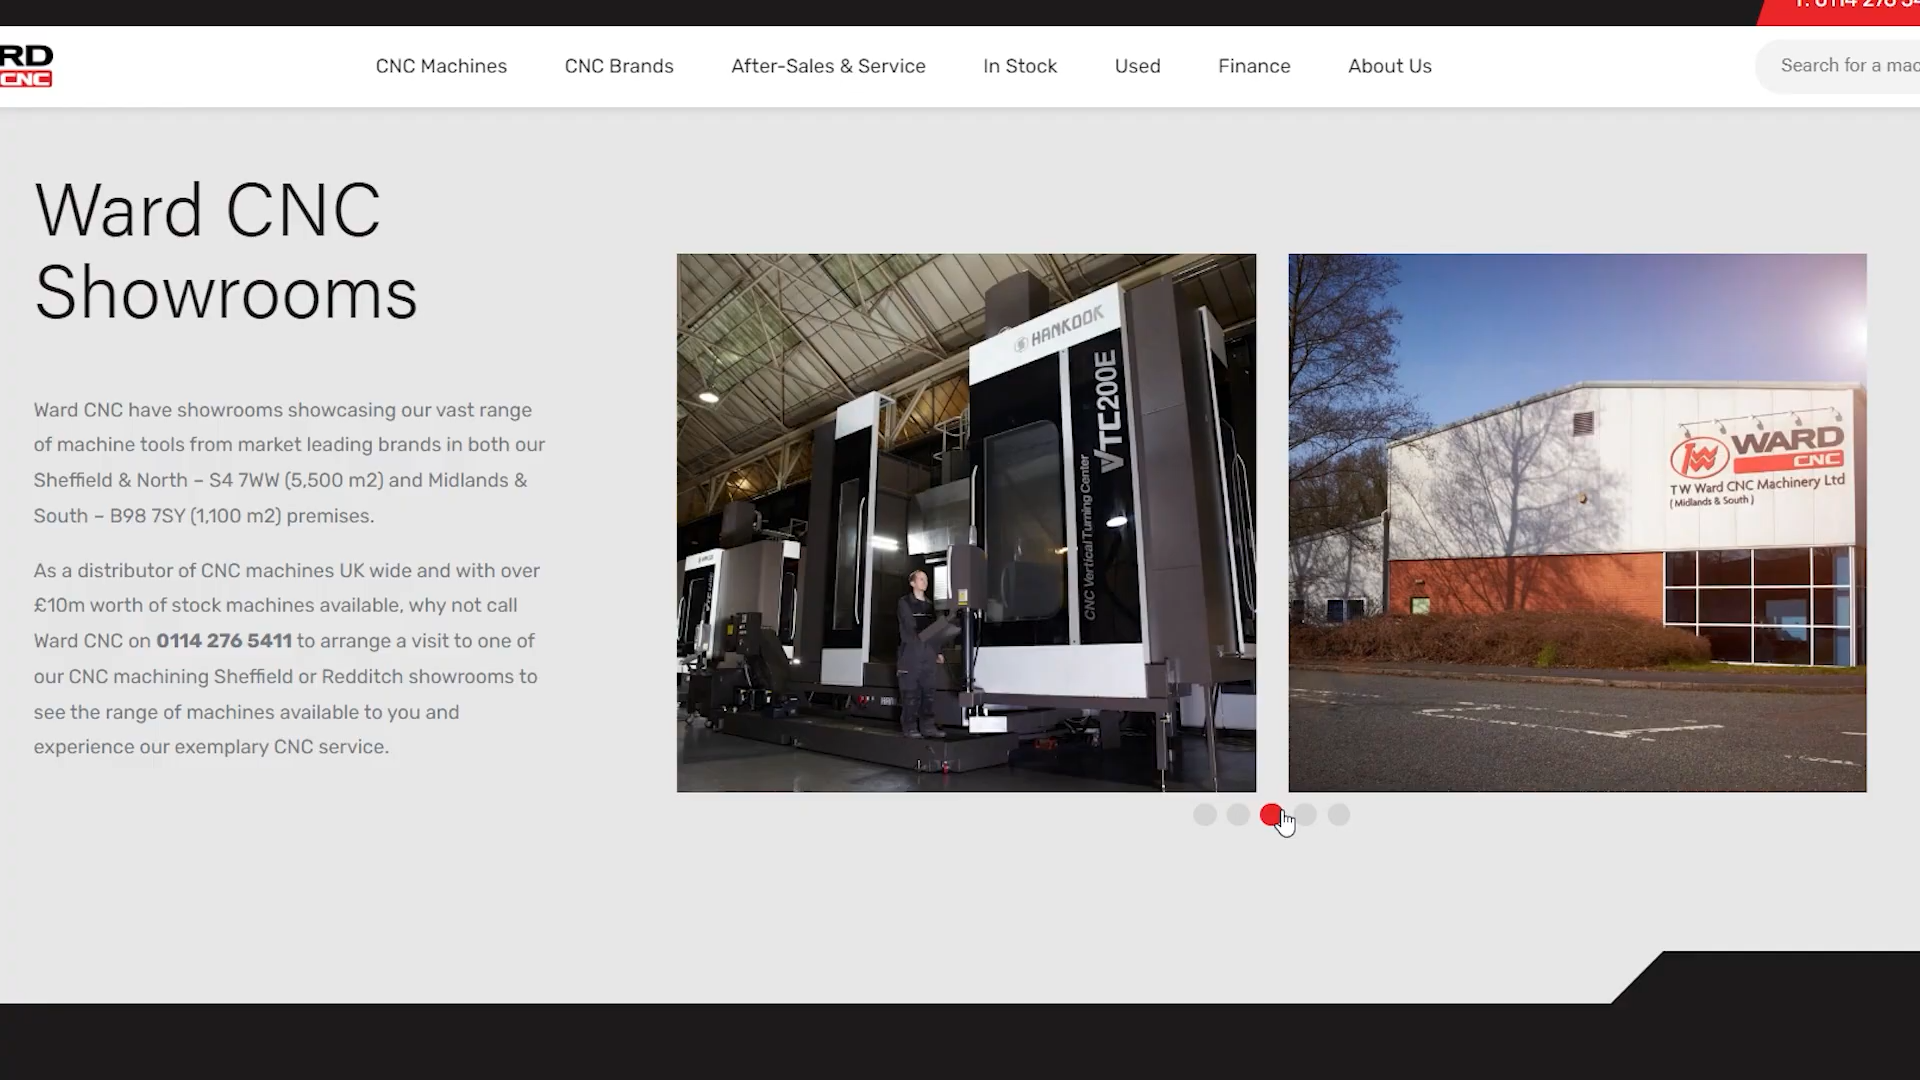 RD
CNC
CNC Machines
CNC Brands
After-Sales & Service
In Stock
Used
Finance
About Us
Ward CNC
Showrooms
Ward CNC have showrooms showcasing our vast range
of machine tools from market leading brands in both our
Sheffield & North – S4 7WW (5,500 m2) and Midlands &
South – B98 7SY (1,100 m2) premises.
As a distributor of CNC machines UK wide and with over
£10m worth of stock machines available, why not call
Ward CNC on 0114 276 5411 to arrange a visit to one of
our CNC machining Sheffield or Redditch showrooms to
see the range of machines available to you and
experience our exemplary CNC service.
HANKOOK
VTC200E
CNC Vertical Turning Center
WARD
CNC
T W Ward CNC Machinery Ltd
( Midlands & South )